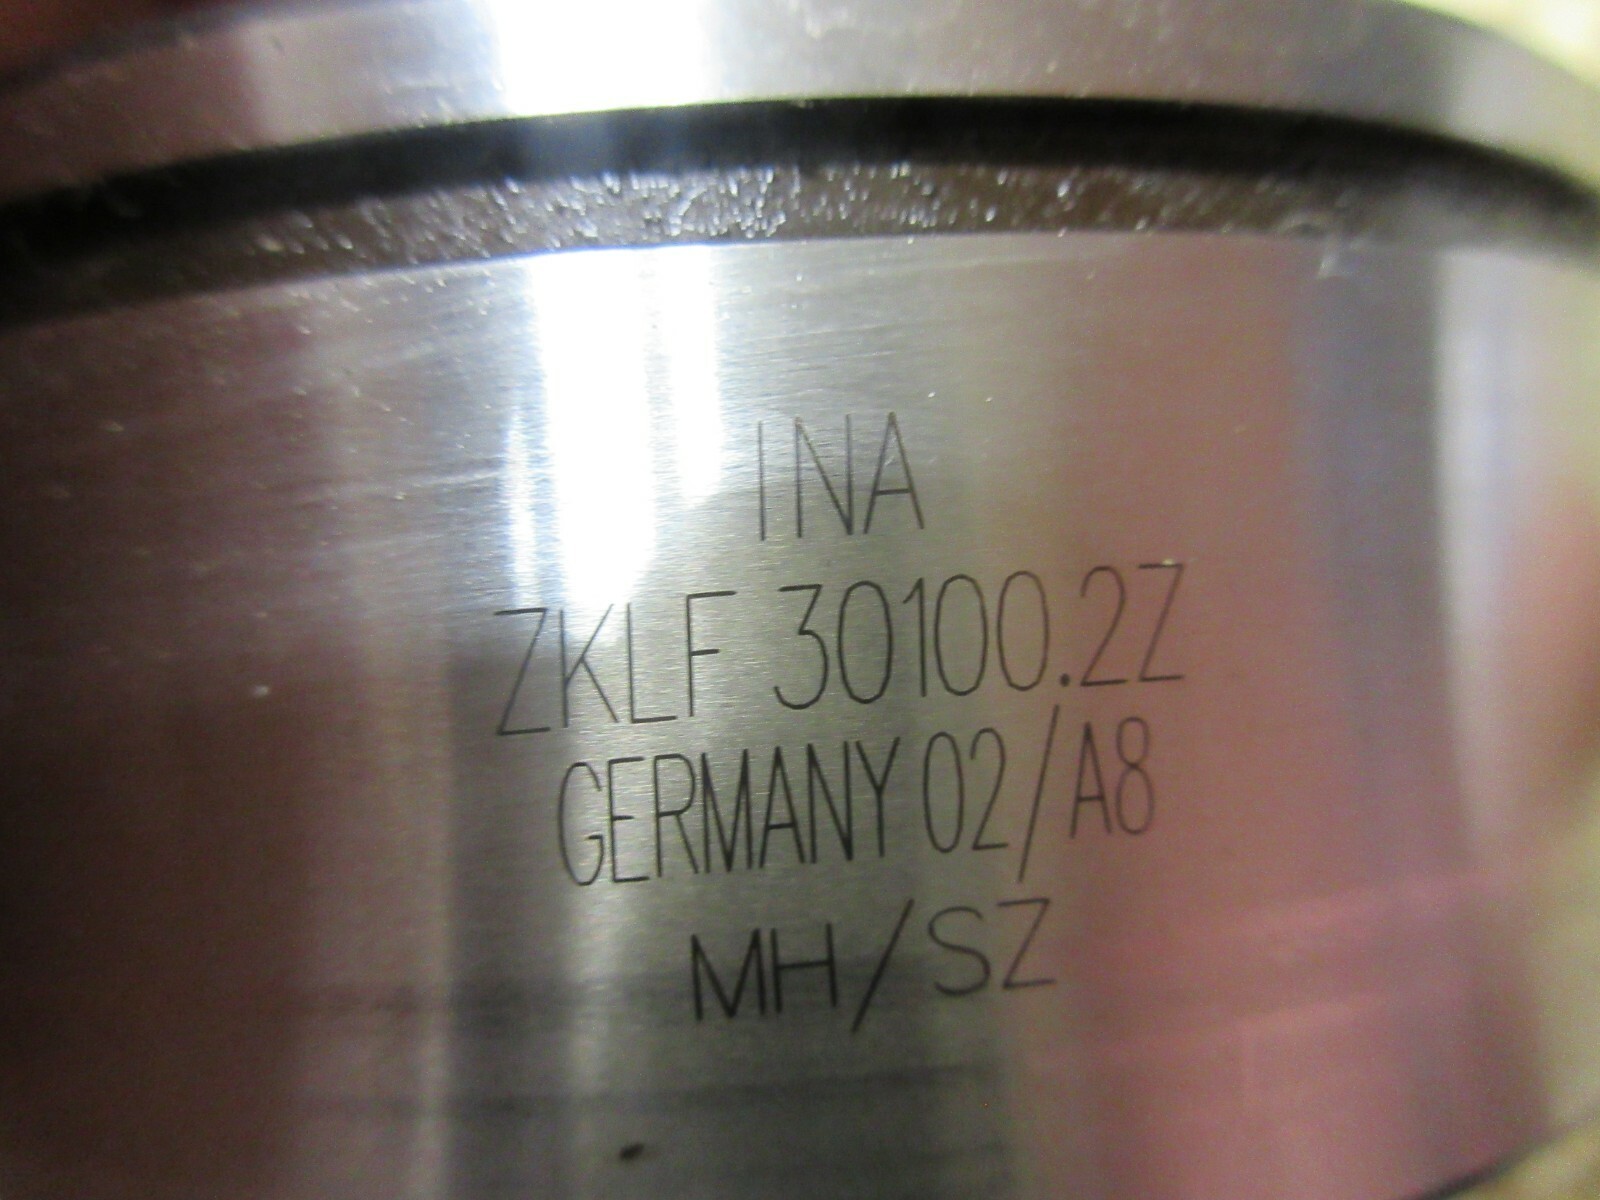 INA
ZKLF 30100.2Z
GERMANY 02/A8
MH/SZ